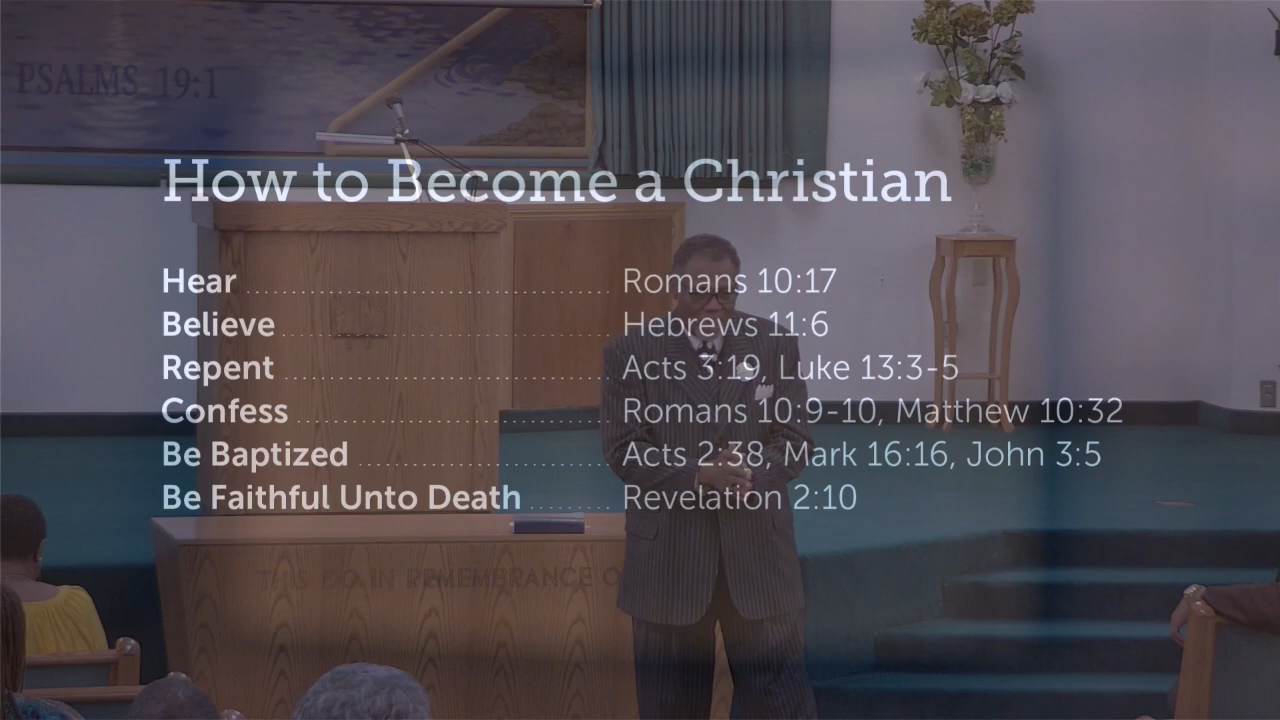 PSALMS 19:1
How to Become a Christian
Hear ........................................................ Romans 10:17
Believe .................................................. Hebrews 11:6
Repent .................................................. Acts 3:19, Luke 13:3-5
Confess ................................................ Romans 10:9-10, Matthew 10:32
Be Baptized ...................................... Acts 2:38, Mark 16:16, John 3:5
Be Faithful Unto Death ......... Revelation 2:10
THIS DO IN REMEMBRANCE O